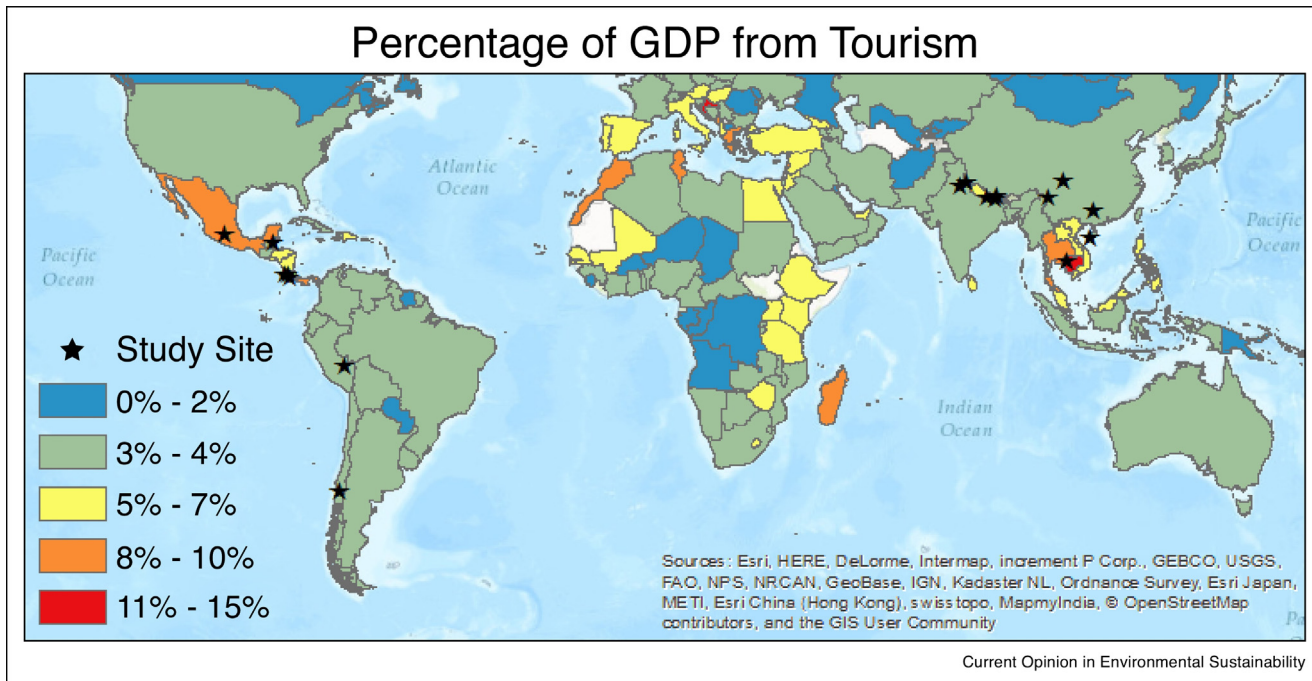 Percentage of GDP from Tourism
Atlantic
Ocean
Pacific
Ocean
Pacific
Ocean
Indian
Ocean
Study Site
0% - 2%
3% - 4%
5% - 7%
8% - 10%
11% - 15%
Sources: Esri, HERE, DeLorme, Intermap, increment P Corp., GEBCO, USGS,
FAO, NPS, NRCAN, GeoBase, IGN, Kadaster NL, Ordnance Survey, Esri Japan,
METI, Esri China (Hong Kong), swisstopo, MapmyIndia, © OpenStreetMap
contributors, and the GIS User Community
Current Opinion in Environmental Sustainability